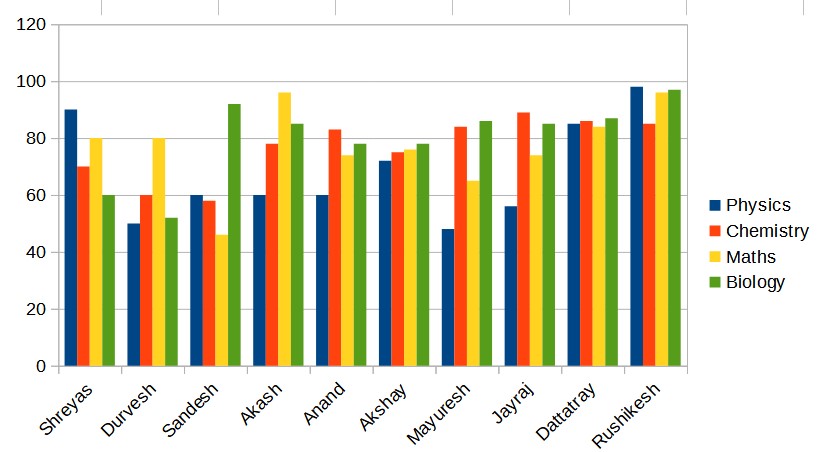 120
100
80
60
40
20
0
Shreyas
Durvesh
Sandesh
Akash
Anand
Akshay
Mayuresh
Jayraj
Dattatray
Rushikesh
Physics
Chemistry
Maths
Biology